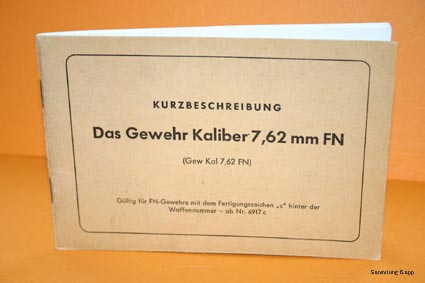 KURZBESCHREIBUNG
Das Gewehr Kaliber 7,62 mm FN
(Gew Kal 7,62 FN)
Gültig für FN-Gewehre mit dem Fertigungszeichen „c" hinter der
Waffennummer – ab Nr. 6917 c
Sammlung Kapp